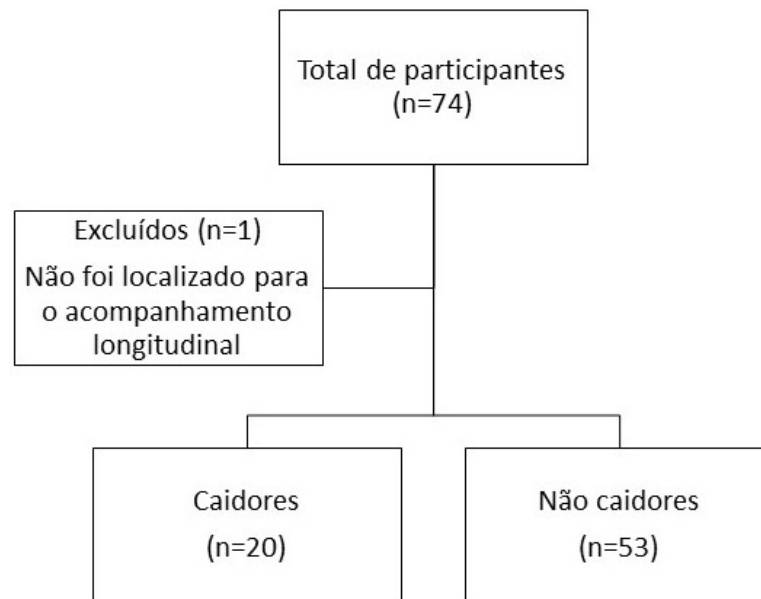 Total de participantes
(n=74)
Excluídos (n=1)
Não foi localizado para
o acompanhamento
longitudinal
Caidores
(n=20)
Não caidores
(n=53)